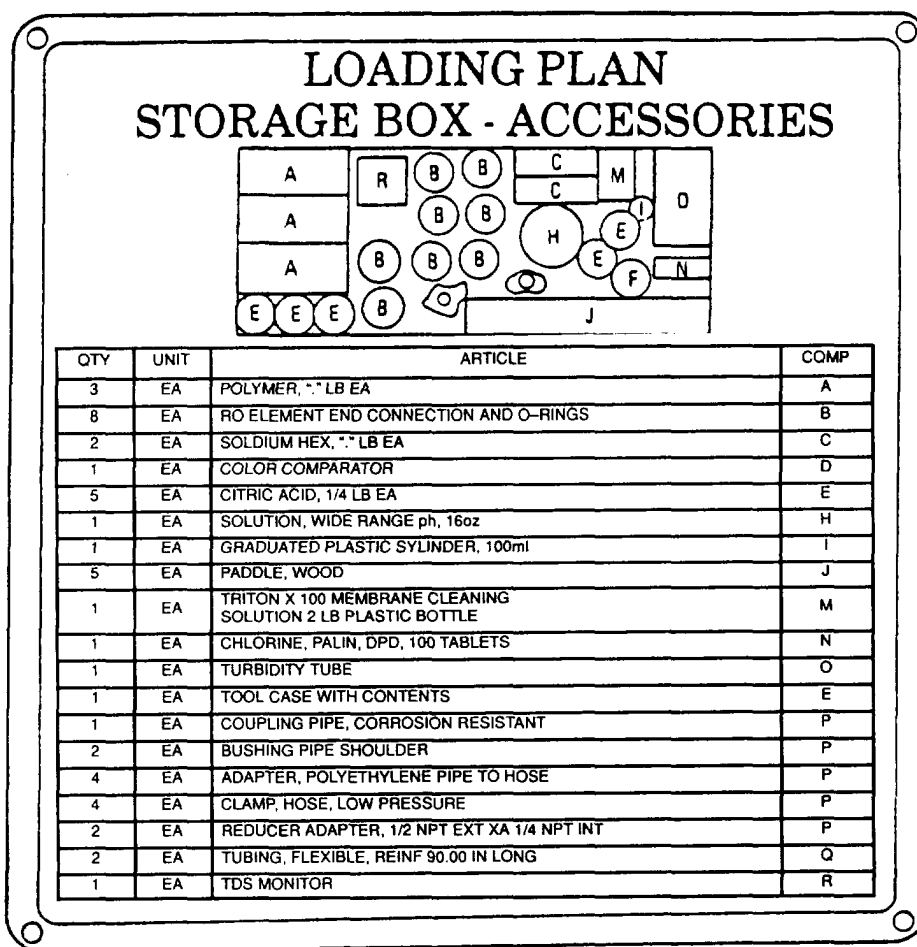 LOADING PLAN
STORAGE BOX - ACCESSORIES
A R B B C M
C
A B B I O
H E
A B B B E N
F
E E E B J
QTY UNIT ARTICLE COMP
3 EA POLYMER, "." LB EA A
8 EA RO ELEMENT END CONNECTION AND O-RINGS B
2 EA SOLDIUM HEX, "." LB EA C
1 EA COLOR COMPARATOR D
5 EA CITRIC ACID, 1/4 LB EA E
1 EA SOLUTION, WIDE RANGE ph, 16oz H
1 EA GRADUATED PLASTIC SYLINDER, 100ml I
5 EA PADDLE, WOOD J
1 EA TRITON X 100 MEMBRANE CLEANING
SOLUTION 2 LB PLASTIC BOTTLE M
1 EA CHLORINE, PALIN, DPD, 100 TABLETS N
1 EA TURBIDITY TUBE O
1 EA TOOL CASE WITH CONTENTS E
1 EA COUPLING PIPE, CORROSION RESISTANT P
2 EA BUSHING PIPE SHOULDER P
4 EA ADAPTER, POLYETHYLENE PIPE TO HOSE P
4 EA CLAMP, HOSE, LOW PRESSURE P
2 EA REDUCER ADAPTER, 1/2 NPT EXT XA 1/4 NPT INT P
2 EA TUBING, FLEXIBLE, REINF 90.00 IN LONG Q
1 EA TDS MONITOR R